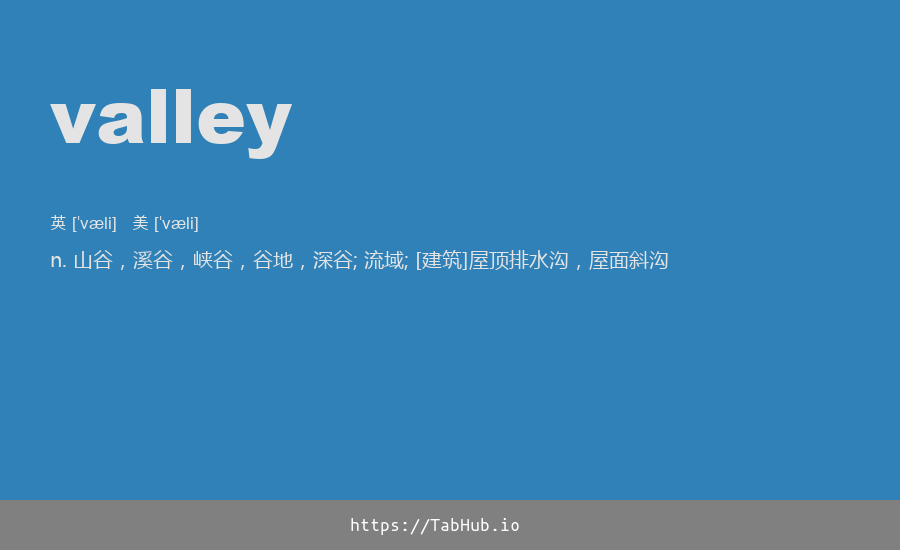 valley
英 ['væli] 美 ['væli]
n. 山谷，溪谷，峡谷，谷地，深谷; 流域; [建筑]屋顶排水沟，屋面斜沟
https://TabHub.io